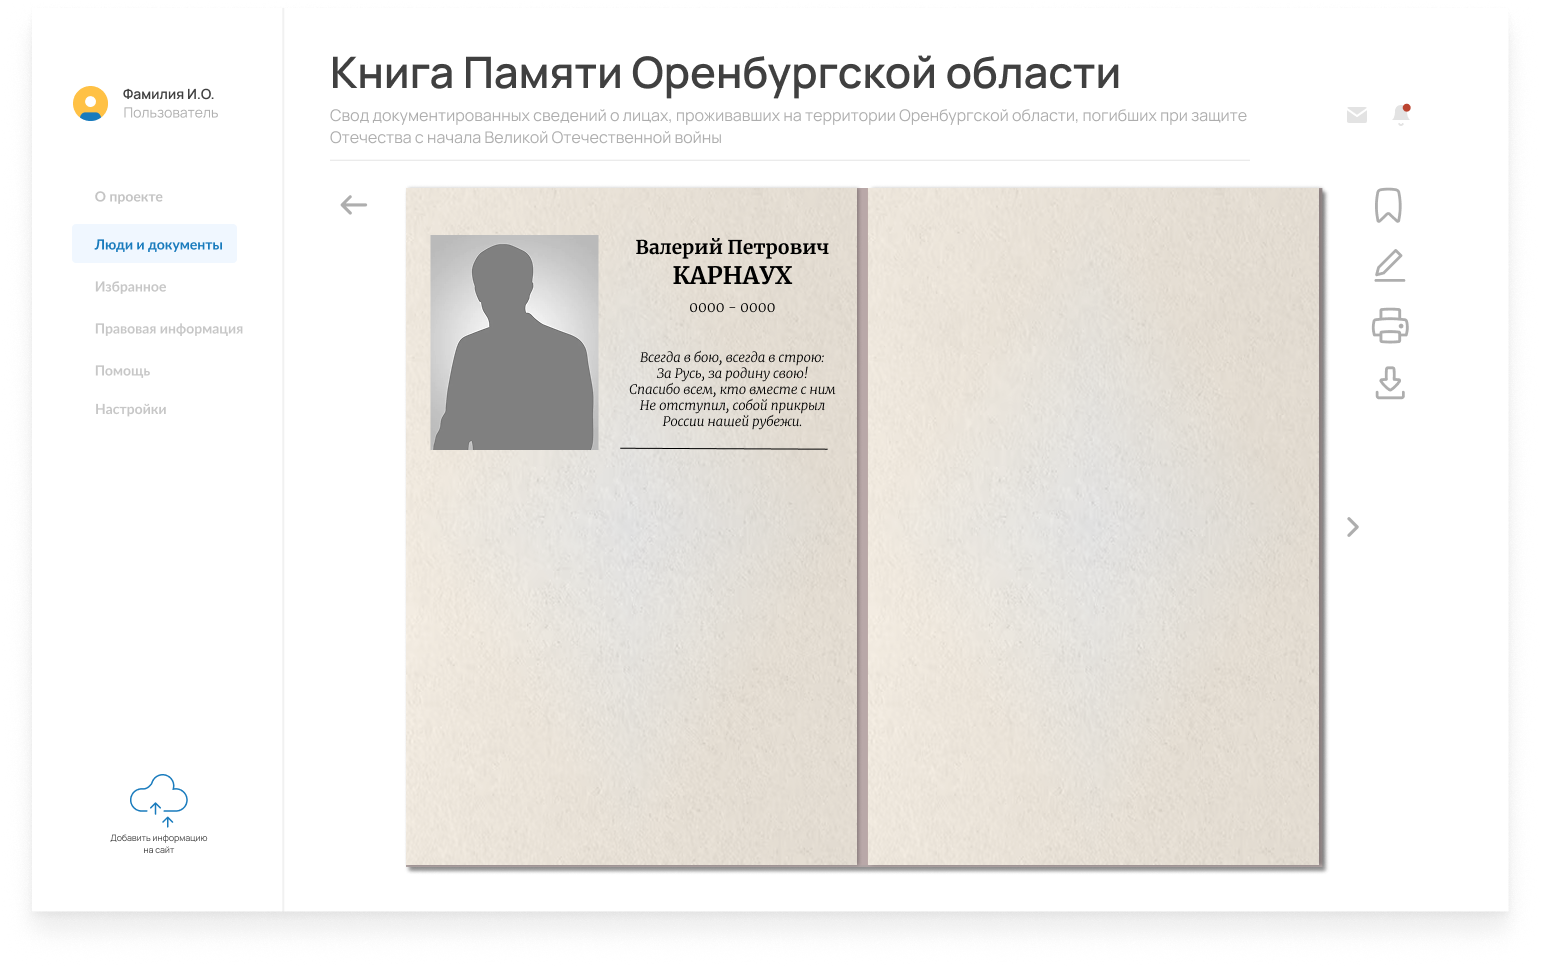 Фамилия И.О.
Пользователь
О проекте
Люди и документы
Избранное
Правовая информация
Помощь
Настройки
Добавить информацию
на сайт
Книга Памяти Оренбургской области
Свод документированных сведений о лицах, проживавших на территории Оренбургской области, погибших при защите
Отечества с начала Великой Отечественной войны
Валерий Петрович
КАРНАУХ
0000 - 0000
Всегда в бою, всегда в строю:
За Русь, за родину свою!
Спасибо всем, кто вместе с ним
Не отступил, собой прикрыл
России нашей рубежи.